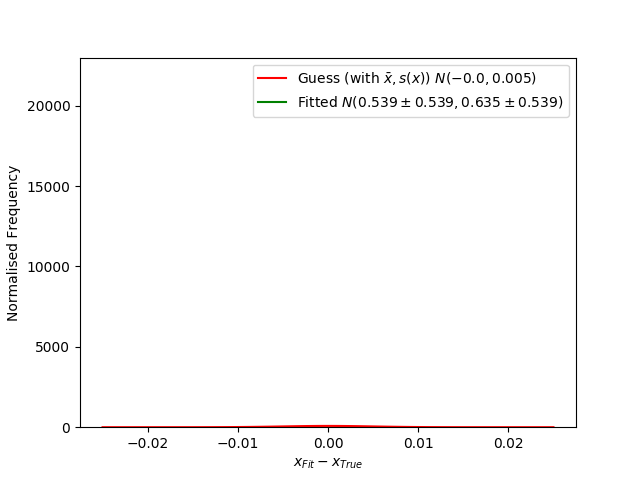 Guess (with x̄, s(x)) N(−0.0, 0.005)
Fitted N(0.539 ± 0.539, 0.635 ± 0.539)
Normalised Frequency
20000
15000
10000
5000
0
−0.02 −0.01 0.00 0.01 0.02
x_Fit − x_True